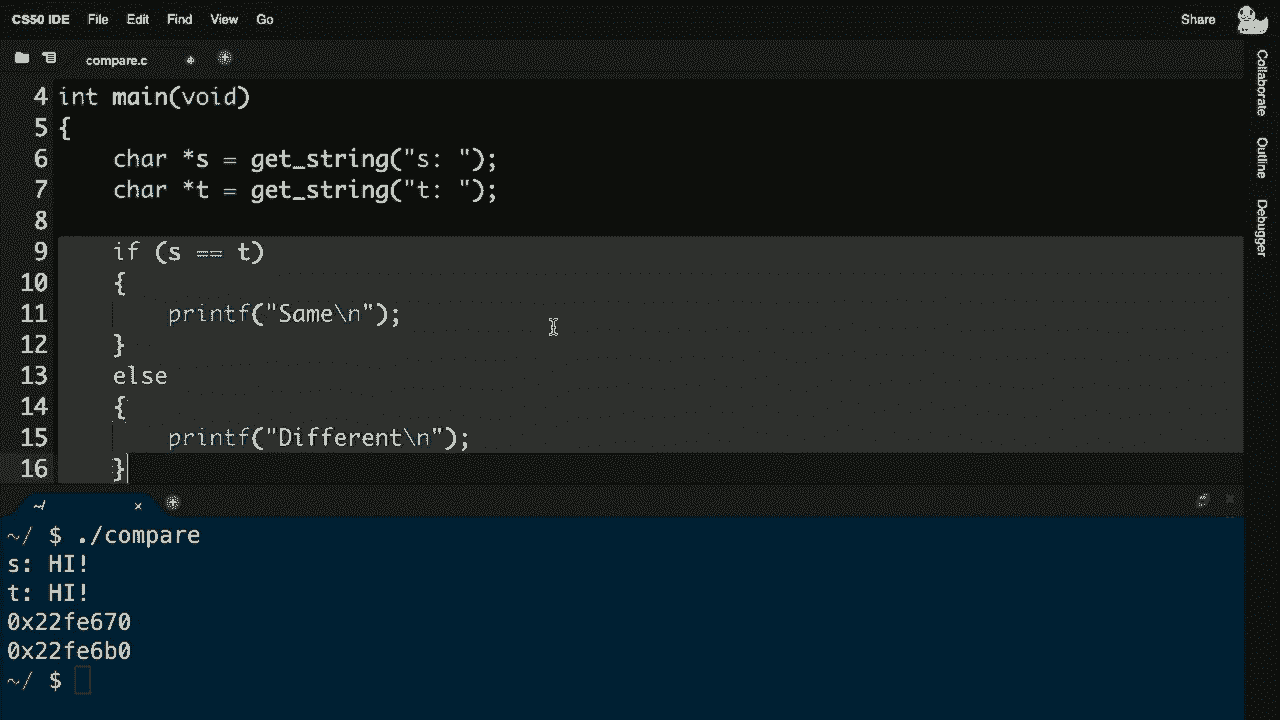 CS50 IDE File Edit Find View Go Share
compare.c
4 int main(void)
5 {
6 char *s = get_string("s: ");
7 char *t = get_string("t: ");
8
9 if (s == t)
10 {
11 printf("Same\n");
12 }
13 else
14 {
15 printf("Different\n");
16 }
~/
~/ $ ./compare
s: HI!
t: HI!
0x22fe670
0x22fe6b0
~/ $
Collaborate
Outline
Debugger